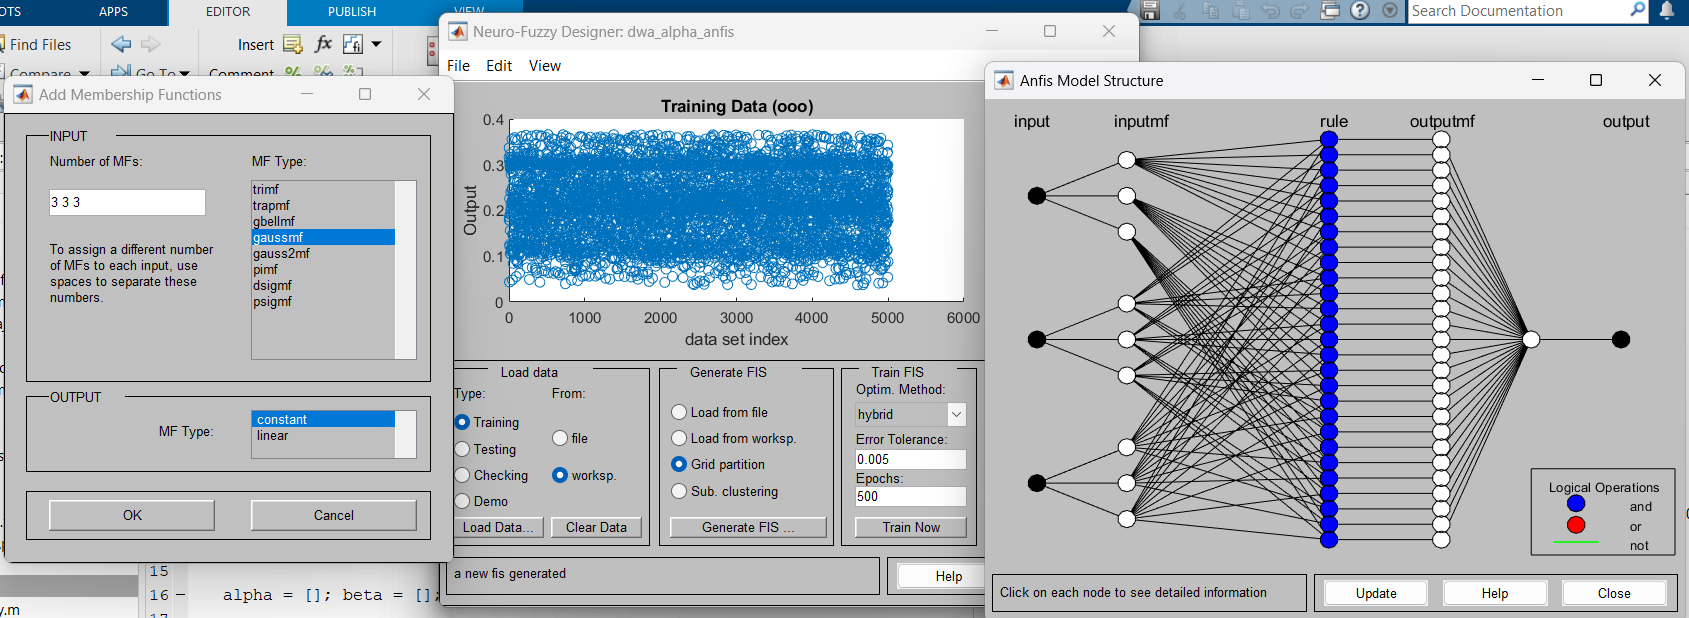 OTS
APPS
EDITOR
PUBLISH
VIEW
Search Documentation
Find Files
Insert
fx
Compare
Go To
Comment
Add Membership Functions
INPUT
Number of MFs:
3 3 3
To assign a different number
of MFs to each input, use
spaces to separate these
numbers.
MF Type:
trimf
trapmf
gbellmf
gaussmf
gauss2mf
pimf
dsigmf
psigmf
OUTPUT
MF Type:
constant
linear
OK
Cancel
Neuro-Fuzzy Designer: dwa_alpha_anfis
File Edit View
Training Data (ooo)
Output
0.4
0.3
0.2
0.1
0
0 1000 2000 3000 4000 5000 6000
data set index
Load data
Type:
From:
Training
Testing
Checking
Demo
file
worksp.
Load Data...
Clear Data
Generate FIS
Load from file
Load from worksp.
Grid partition
Sub. clustering
Generate FIS ...
Train FIS
Optim. Method:
hybrid
Error Tolerance:
0.005
Epochs:
500
Train Now
a new fis generated
Help
Anfis Model Structure
input
inputmf
rule
outputmf
output
Logical Operations
and
or
not
Click on each node to see detailed information
Update
Help
Close
15
16 alpha = []; beta = [];
y.m